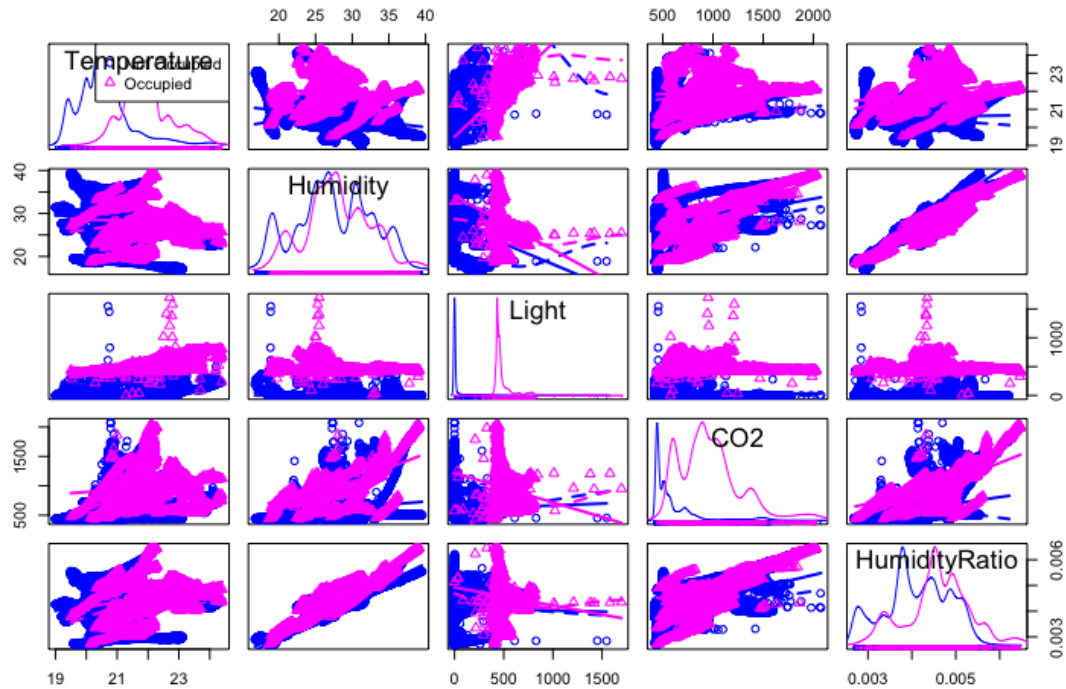 20 25 30 35 40 500 1000 1500 2000
Temperature
Not Occupied
Occupied
19 21 23
20 30 40
Humidity
Light
0 1000
500 1500
CO2
HumidityRatio
0.003 0.006
19 21 23 0 500 1000 1500 0.003 0.005